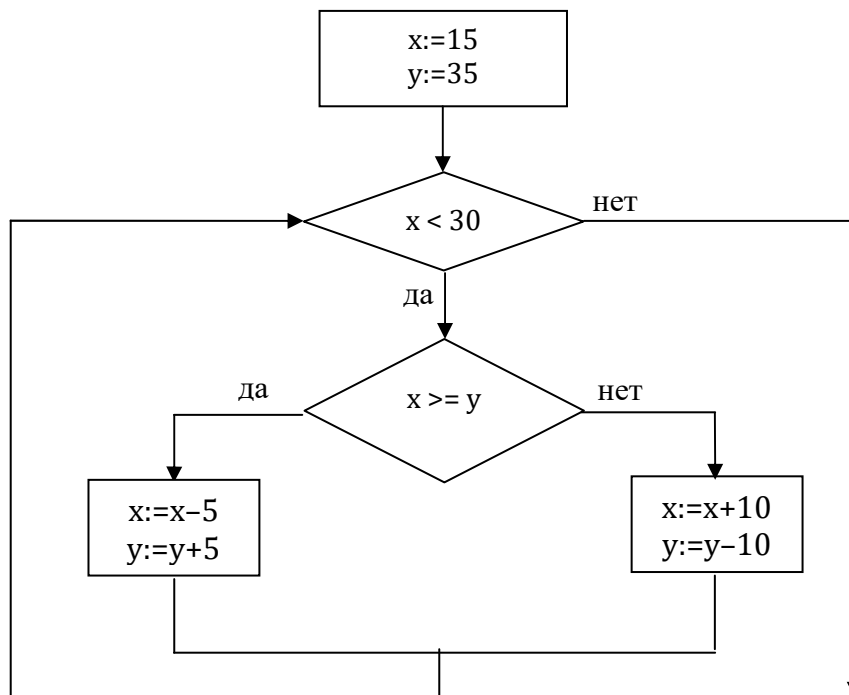 x:=15
y:=35
x < 30
нет
да
x >= y
да
нет
x:=x–5
y:=y+5
x:=x+10
y:=y–10